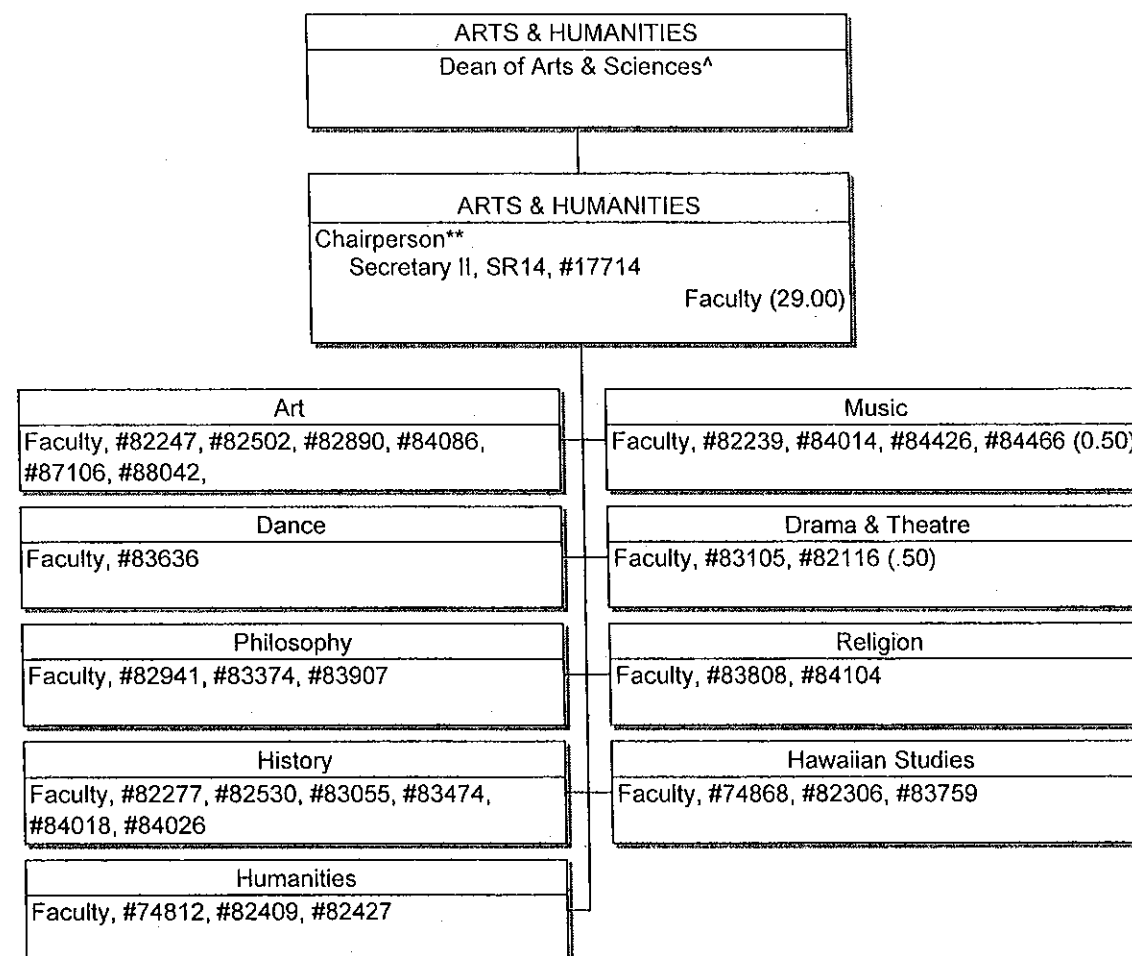 ARTS & HUMANITIES
Dean of Arts & Sciences^
ARTS & HUMANITIES
Chairperson**
Secretary II, SR14, #17714
Faculty (29.00)
Art
Faculty, #82247, #82502, #82890, #84086,
#87106, #88042,
Music
Faculty, #82239, #84014, #84426, #84466 (0.50)
Dance
Faculty, #83636
Drama & Theatre
Faculty, #83105, #82116 (.50)
Philosophy
Faculty, #82941, #83374, #83907
Religion
Faculty, #83808, #84104
History
Faculty, #82277, #82530, #83055, #83474,
#84018, #84026
Hawaiian Studies
Faculty, #74868, #82306, #83759
Humanities
Faculty, #74812, #82409, #82427